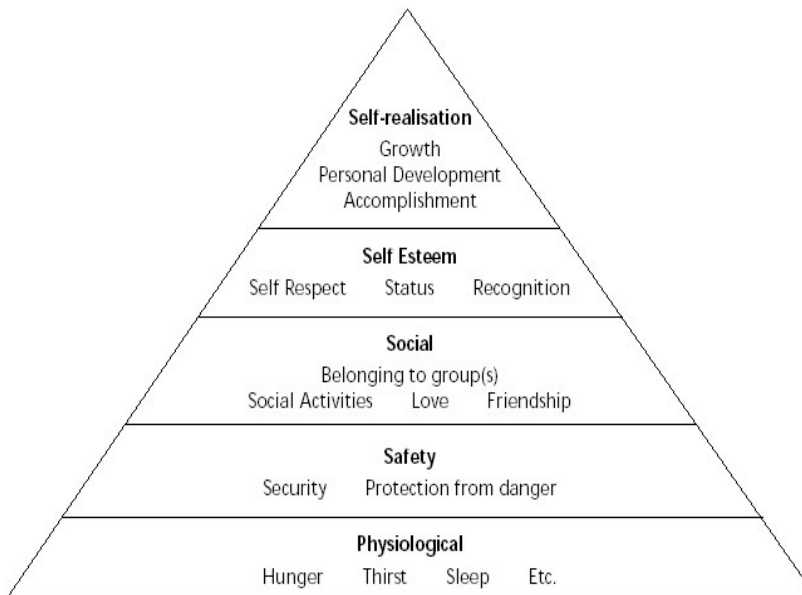 Self-realisation
Growth
Personal Development
Accomplishment
Self Esteem
Self Respect Status Recognition
Social
Belonging to group(s)
Social Activities Love Friendship
Safety
Security Protection from danger
Physiological
Hunger Thirst Sleep Etc.